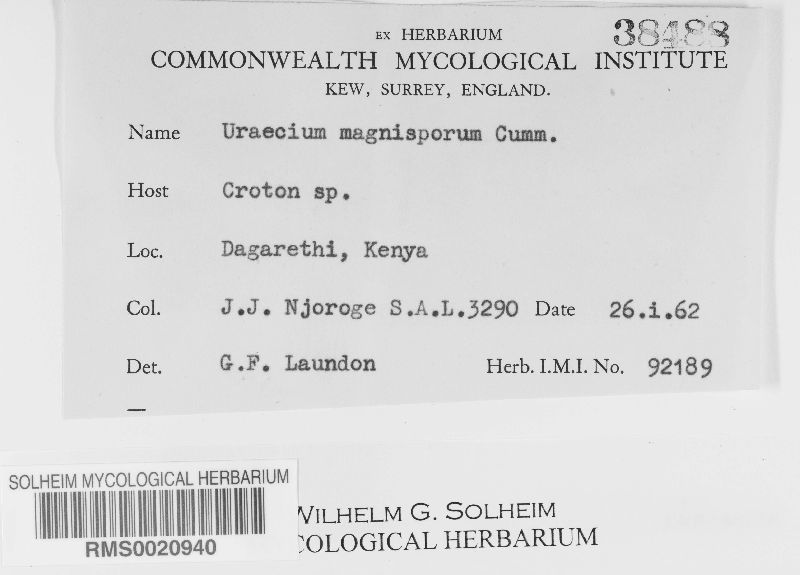 38488
EX HERBARIUM
COMMONWEALTH MYCOLOGICAL INSTITUTE
KEW, SURREY, ENGLAND.
Name Uraecium magnisporum Cumm.
Host Croton sp.
Loc. Dagarethi, Kenya
Col. J.J. Njoroge S.A.L.3290 Date 26.i.62
Det. G.F. Laundon Herb. I.M.I. No. 92189
SOLHEIM MYCOLOGICAL HERBARIUM
RMS0020940
WILHELM G. SOLHEIM
COLOGICAL HERBARIUM